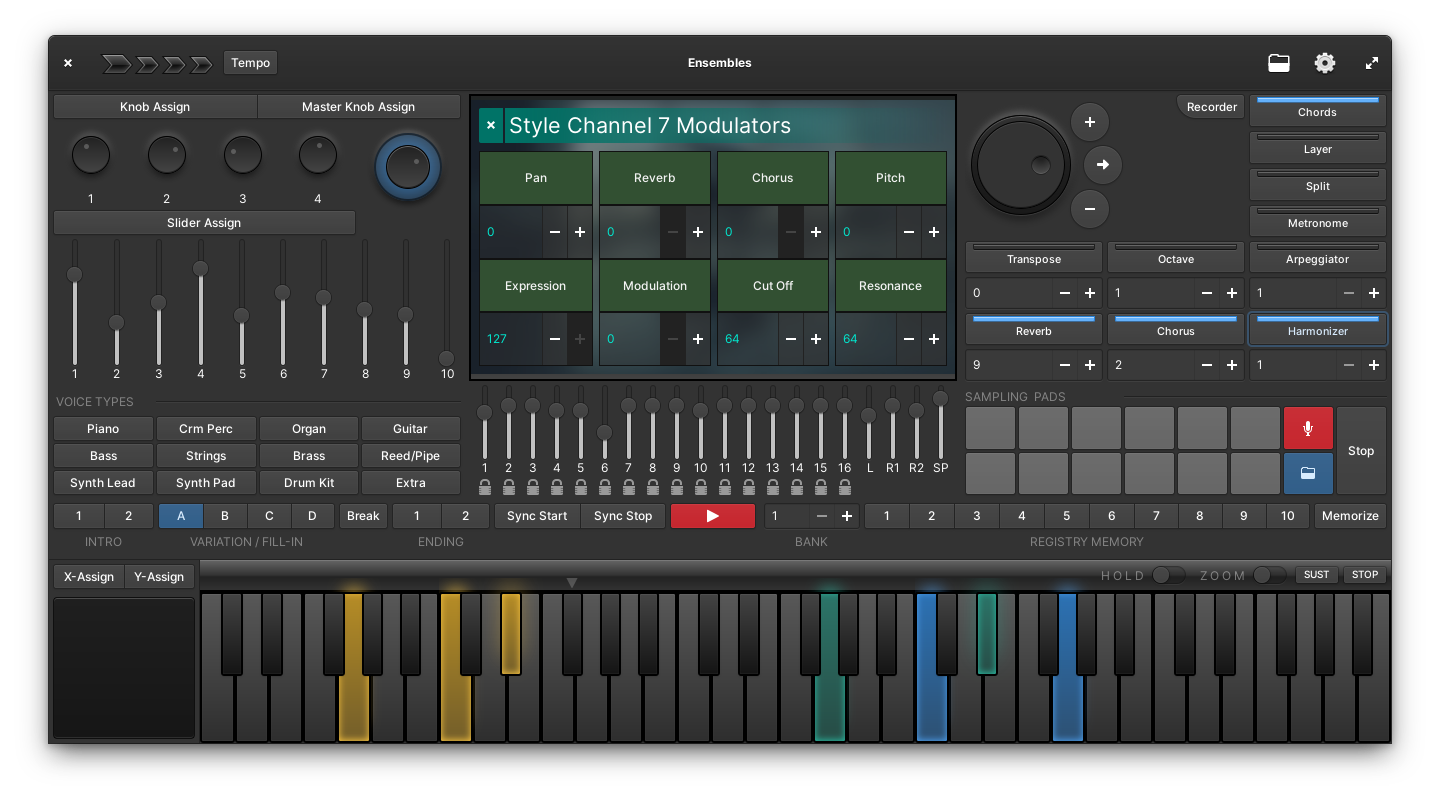 Tempo
Ensembles
Knob Assign Master Knob Assign
1 2 3 4
Slider Assign
1 2 3 4 5 6 7 8 9 10
VOICE TYPES
Piano Crm Perc Organ Guitar
Bass Strings Brass Reed/Pipe
Synth Lead Synth Pad Drum Kit Extra
× Style Channel 7 Modulators
Pan Reverb Chorus Pitch
0 − + 0 − + 0 − + 0 − +
Expression Modulation Cut Off Resonance
127 − + 0 − + 64 − + 64 − +
1 2 3 4 5 6 7 8 9 10 11 12 13 14 15 16 L R1 R2 SP
+
−
Recorder
Chords
Layer
Split
Metronome
Transpose Octave Arpeggiator
0 − + 1 − + 1 − +
Reverb Chorus Harmonizer
9 − + 2 − + 1 − +
SAMPLING PADS
Stop
1 2 A B C D Break 1 2 Sync Start Sync Stop 1 − + 1 2 3 4 5 6 7 8 9 10 Memorize
INTRO VARIATION / FILL-IN ENDING BANK REGISTRY MEMORY
X-Assign Y-Assign
HOLD ZOOM SUST STOP